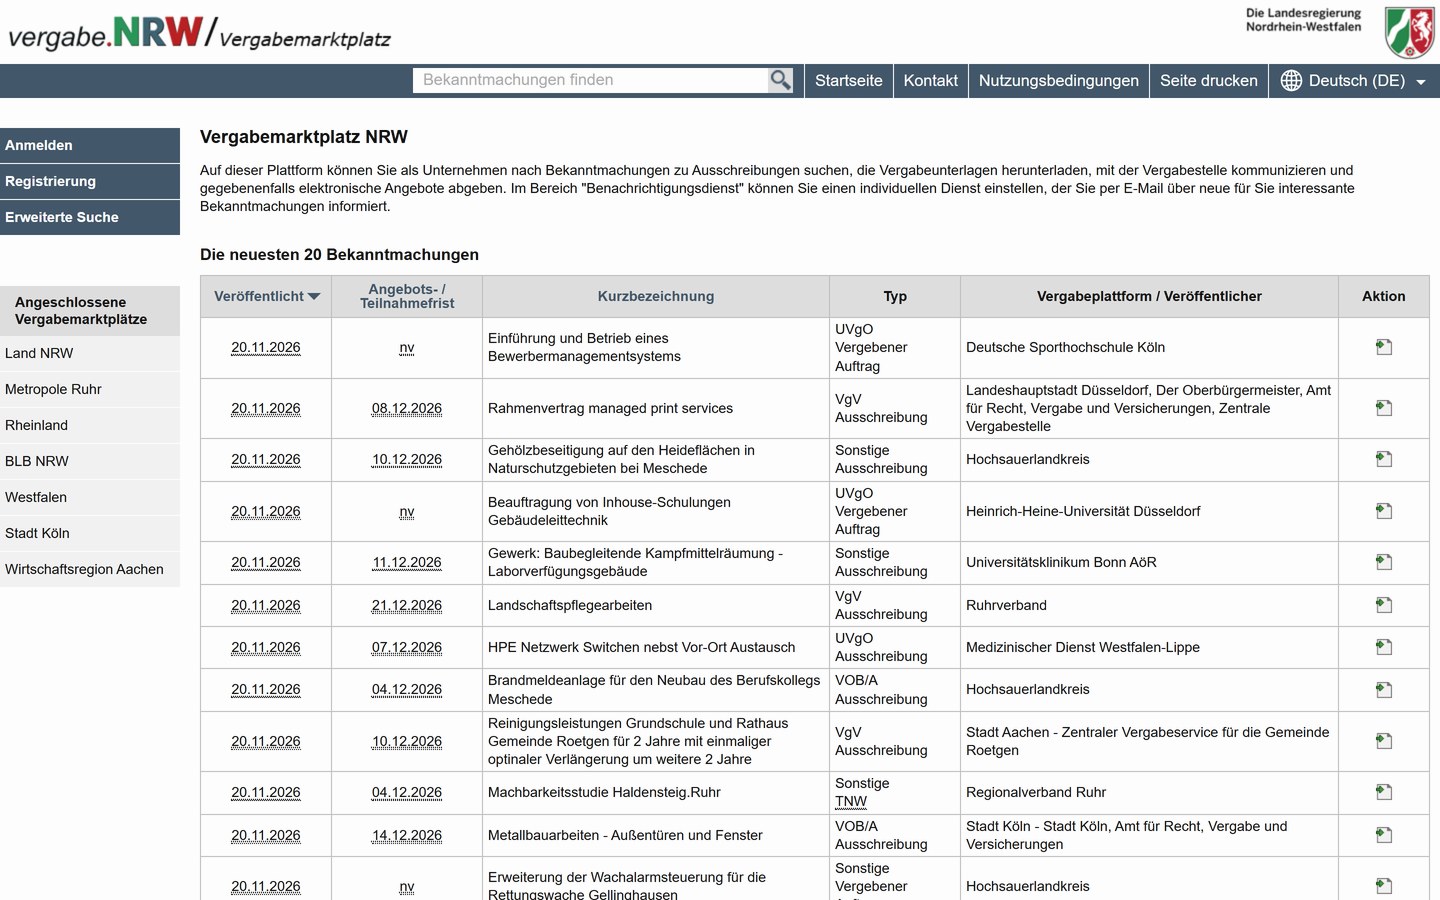 vergabe.NRW/Vergabemarktplatz
Die Landesregierung
Nordrhein-Westfalen
Bekanntmachungen finden
Startseite
Kontakt
Nutzungsbedingungen
Seite drucken
Deutsch (DE)
Anmelden
Registrierung
Erweiterte Suche
Angeschlossene
Vergabemarktplätze
Land NRW
Metropole Ruhr
Rheinland
BLB NRW
Westfalen
Stadt Köln
Wirtschaftsregion Aachen
Vergabemarktplatz NRW
Auf dieser Plattform können Sie als Unternehmen nach Bekanntmachungen zu Ausschreibungen suchen, die Vergabeunterlagen herunterladen, mit der Vergabestelle kommunizieren und
gegebenenfalls elektronische Angebote abgeben. Im Bereich "Benachrichtigungsdienst" können Sie einen individuellen Dienst einstellen, der Sie per E-Mail über neue für Sie interessante
Bekanntmachungen informiert.
Die neuesten 20 Bekanntmachungen
Veröffentlicht
Angebots- /
Teilnahmefrist
Kurzbezeichnung
Typ
Vergabeplattform / Veröffentlicher
Aktion
20.11.2026
nv
Einführung und Betrieb eines
Bewerbermanagementsystems
UVgO
Vergebener
Auftrag
Deutsche Sporthochschule Köln
20.11.2026
08.12.2026
Rahmenvertrag managed print services
VgV
Ausschreibung
Landeshauptstadt Düsseldorf, Der Oberbürgermeister, Amt
für Recht, Vergabe und Versicherungen, Zentrale
Vergabestelle
20.11.2026
10.12.2026
Gehölzbeseitigung auf den Heideflächen in
Naturschutzgebieten bei Meschede
Sonstige
Ausschreibung
Hochsauerlandkreis
20.11.2026
nv
Beauftragung von Inhouse-Schulungen
Gebäudeleittechnik
UVgO
Vergebener
Auftrag
Heinrich-Heine-Universität Düsseldorf
20.11.2026
11.12.2026
Gewerk: Baubegleitende Kampfmittelräumung -
Laborverfügungsgebäude
Sonstige
Ausschreibung
Universitätsklinikum Bonn AöR
20.11.2026
21.12.2026
Landschaftspflegearbeiten
VgV
Ausschreibung
Ruhrverband
20.11.2026
07.12.2026
HPE Netzwerk Switchen nebst Vor-Ort Austausch
UVgO
Ausschreibung
Medizinischer Dienst Westfalen-Lippe
20.11.2026
04.12.2026
Brandmeldeanlage für den Neubau des Berufskollegs
Meschede
VOB/A
Ausschreibung
Hochsauerlandkreis
20.11.2026
10.12.2026
Reinigungsleistungen Grundschule und Rathaus
Gemeinde Roetgen für 2 Jahre mit einmaliger
optinaler Verlängerung um weitere 2 Jahre
VgV
Ausschreibung
Stadt Aachen - Zentraler Vergabeservice für die Gemeinde
Roetgen
20.11.2026
04.12.2026
Machbarkeitsstudie Haldensteig.Ruhr
Sonstige
TNW
Regionalverband Ruhr
20.11.2026
14.12.2026
Metallbauarbeiten - Außentüren und Fenster
VOB/A
Ausschreibung
Stadt Köln - Stadt Köln, Amt für Recht, Vergabe und
Versicherungen
20.11.2026
nv
Erweiterung der Wachalarmsteuerung für die
Rettungswache Gellinghausen
Sonstige
Vergebener
Hochsauerlandkreis